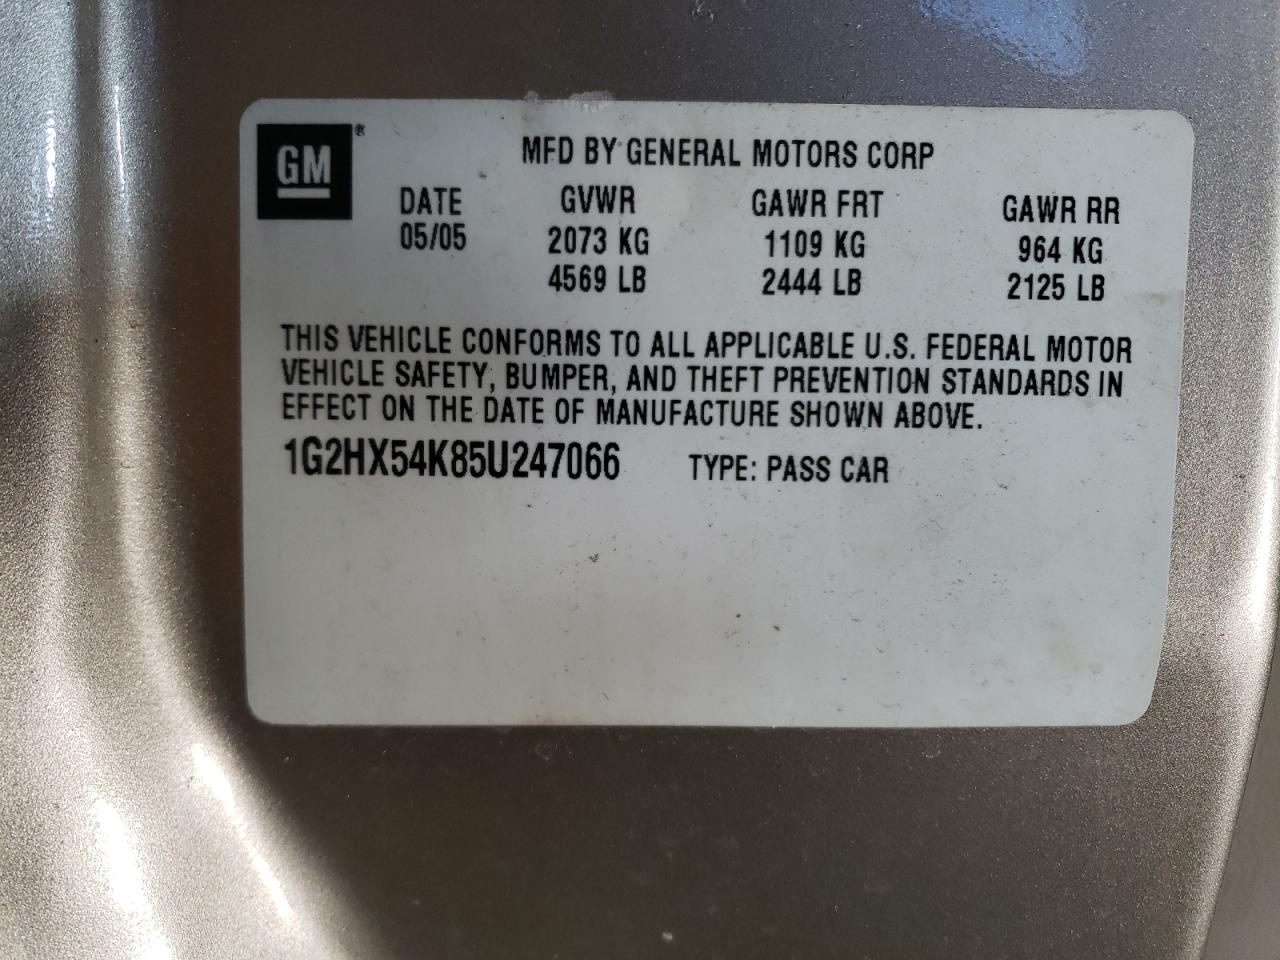 GM®
MFD BY GENERAL MOTORS CORP
DATE GVWR GAWR FRT GAWR RR
05/05 2073 KG 1109 KG 964 KG
4569 LB 2444 LB 2125 LB
THIS VEHICLE CONFORMS TO ALL APPLICABLE U.S. FEDERAL MOTOR
VEHICLE SAFETY, BUMPER, AND THEFT PREVENTION STANDARDS IN
EFFECT ON THE DATE OF MANUFACTURE SHOWN ABOVE.
1G2HX54K85U247066 TYPE: PASS CAR